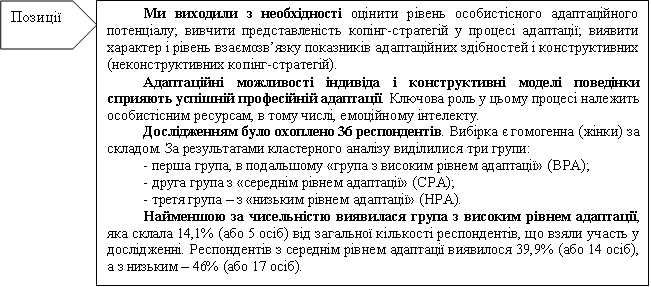 Позиції
Ми виходили з необхідності оцінити рівень особистісного адаптаційного
потенціалу; вивчити представленість копінг-стратегій у процесі адаптації; виявити
характер і рівень взаємозв’язку показників адаптаційних здібностей і конструктивних
(неконструктивних копінг-стратегій).
Адаптаційні можливості індивіда і конструктивні моделі поведінки
сприяють успішній професійній адаптації. Ключова роль у цьому процесі належить
особистісним ресурсам, в тому числі, емоційному інтелекту.
Дослідженням було охоплено 36 респондентів. Вибірка є гомогенна (жінки) за
складом. За результатами кластерного аналізу виділилися три групи:
- перша група, в подальшому «група з високим рівнем адаптації» (ВРА);
- друга група з «середнім рівнем адаптації» (СРА);
- третя група – з «низьким рівнем адаптації» (НРА).
Найменшою за чисельністю виявилася група з високим рівнем адаптації,
яка склала 14,1% (або 5 осіб) від загальної кількості респондентів, що взяли участь у
дослідженні. Респондентів з середнім рівнем адаптації виявилося 39,9% (або 14 осіб),
а з низьким – 46% (або 17 осіб).